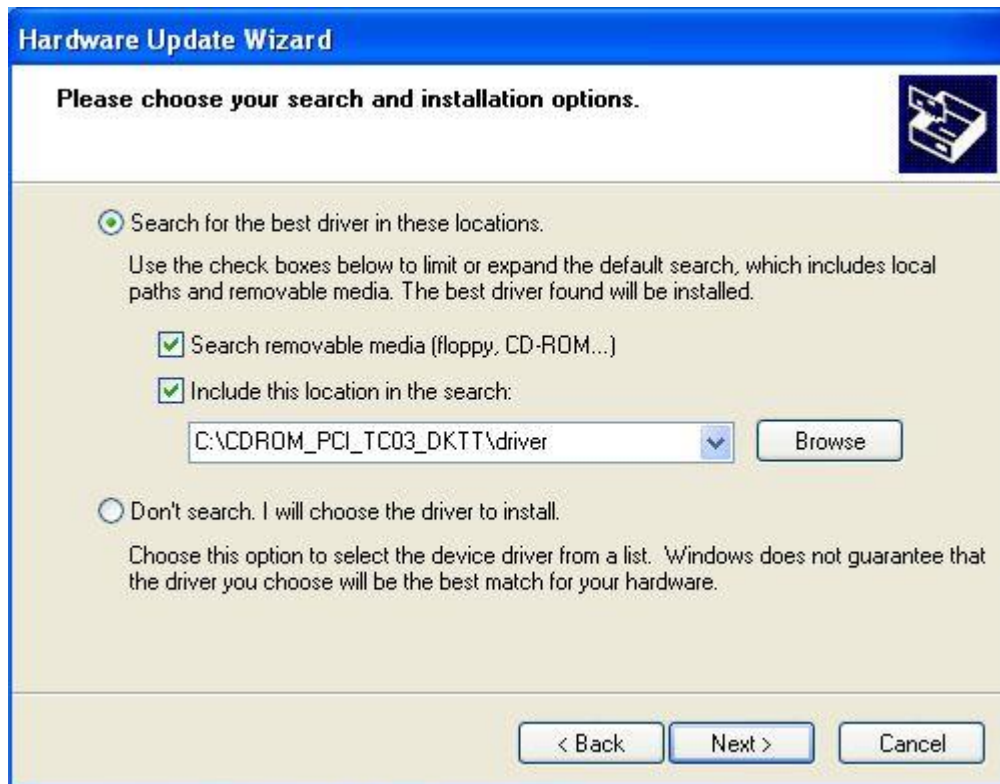 Hardware Update Wizard
Please choose your search and installation options.
Search for the best driver in these locations.
Use the check boxes below to limit or expand the default search, which includes local
paths and removable media. The best driver found will be installed.
Search removable media (floppy, CD-ROM...)
Include this location in the search:
C:\CDROM_PCI_TC03_DKTT\driver
Browse
Don't search. I will choose the driver to install.
Choose this option to select the device driver from a list. Windows does not guarantee that
the driver you choose will be the best match for your hardware.
< Back
Next >
Cancel